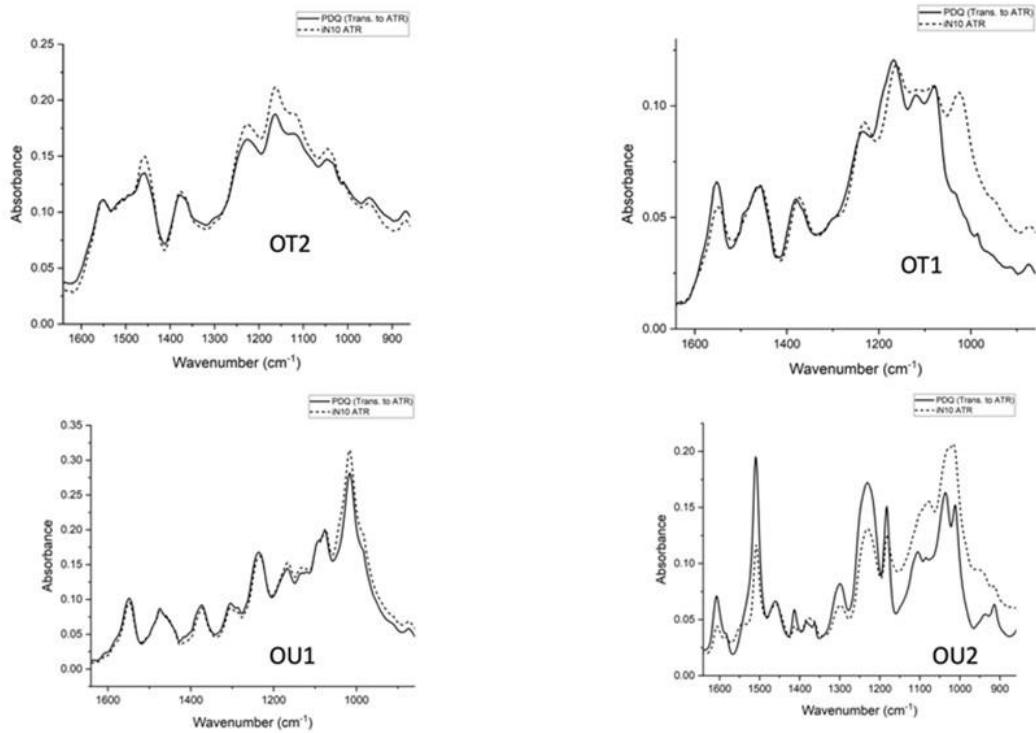 PDQ (Trans. to ATR)
iN10 ATR
0.25
0.20
0.15
0.10
0.05
0.00
Absorbance
OT2
1600 1500 1400 1300 1200 1100 1000 900
Wavenumber (cm⁻¹)
PDQ (Trans. to ATR)
iN10 ATR
0.10
0.05
0.00
Absorbance
OT1
1600 1400 1200 1000
Wavenumber (cm⁻¹)
PDQ (Trans. to ATR)
iN10 ATR
0.35
0.30
0.25
0.20
0.15
0.10
0.05
0.00
Absorbance
OU1
1600 1400 1200 1000
Wavenumber (cm⁻¹)
PDQ (Trans. to ATR)
iN10 ATR
0.20
0.15
0.10
0.05
0.00
Absorbance
OU2
1600 1500 1400 1300 1200 1100 1000 900
Wavenumber (cm⁻¹)